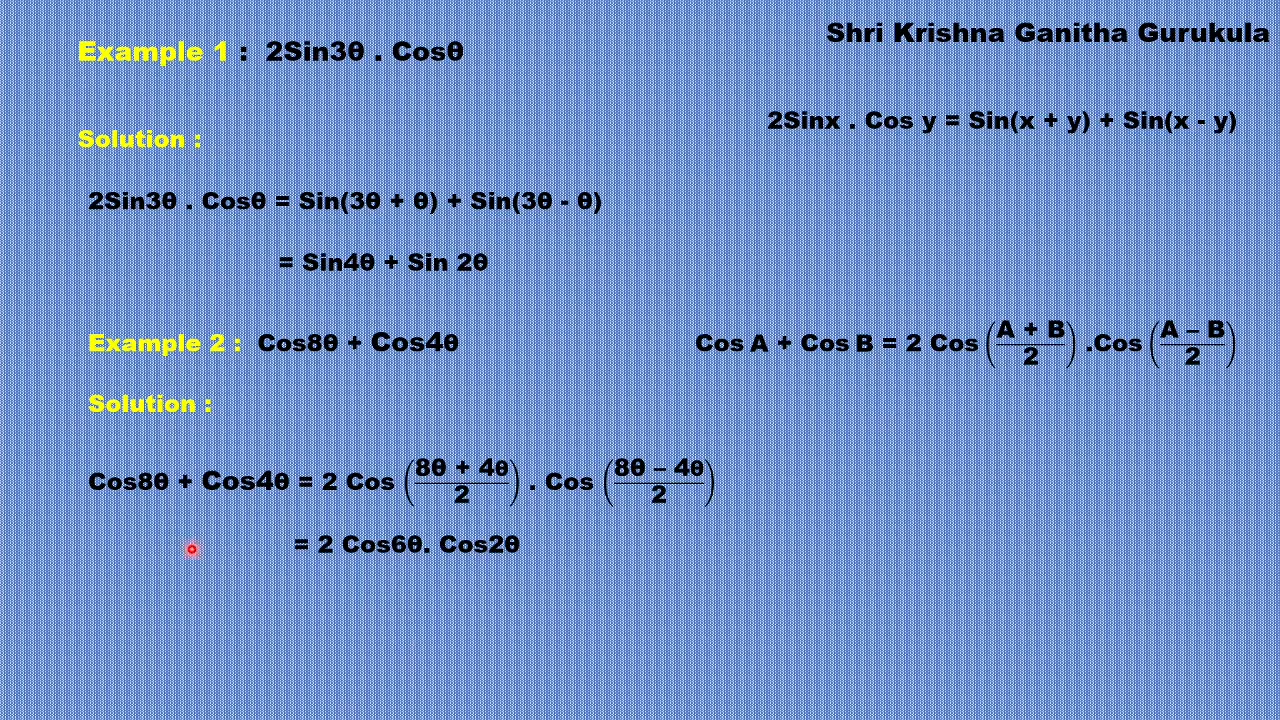 Shri Krishna Ganitha Gurukula
Example 1 : 2Sin3θ . Cosθ
2Sinx . Cos y = Sin(x + y) + Sin(x - y)
Solution :
2Sin3θ . Cosθ = Sin(3θ + θ) + Sin(3θ - θ)
= Sin4θ + Sin 2θ
Example 2 : Cos8θ + Cos4θ
Cos A + Cos B = 2 Cos ((A + B)/2) .Cos ((A – B)/2)
Solution :
Cos8θ + Cos4θ = 2 Cos ((8θ + 4θ)/2) . Cos ((8θ – 4θ)/2)
= 2 Cos6θ. Cos2θ